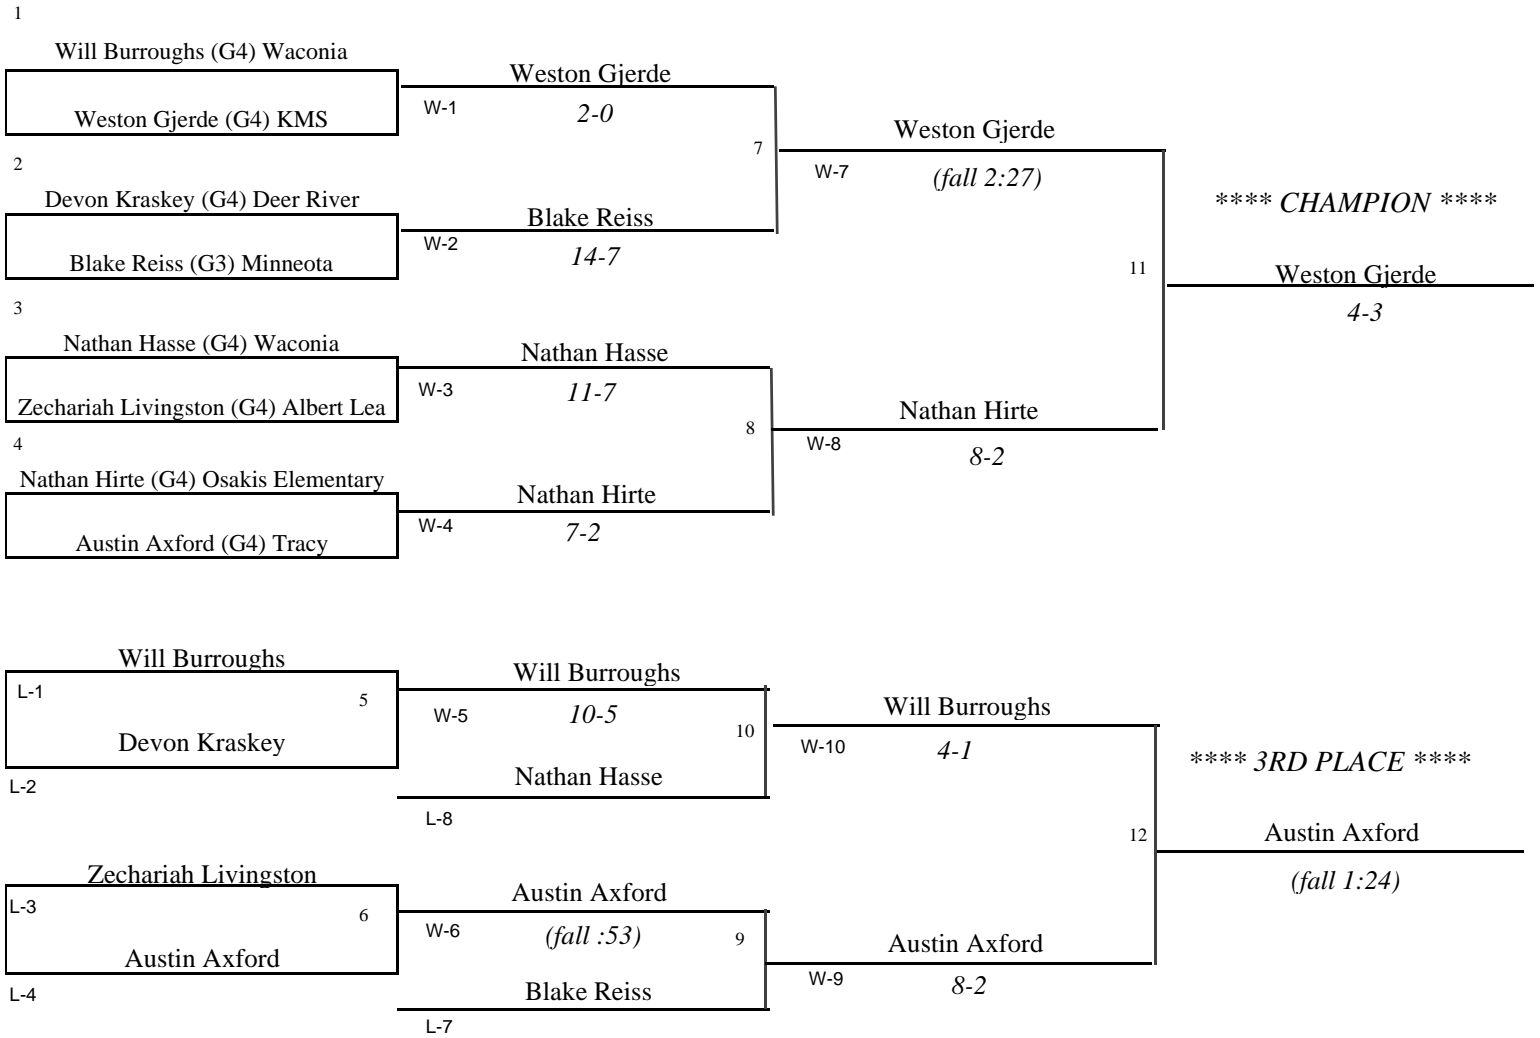 1
Will Burroughs (G4) Waconia
Weston Gjerde (G4) KMS
W-1
Weston Gjerde
2-0
2
Devon Kraskey (G4) Deer River
Blake Reiss (G3) Minneota
W-2
Blake Reiss
14-7
7
W-7
Weston Gjerde
(fall 2:27)
3
Nathan Hasse (G4) Waconia
Zechariah Livingston (G4) Albert Lea
W-3
Nathan Hasse
11-7
4
Nathan Hirte (G4) Osakis Elementary
Austin Axford (G4) Tracy
W-4
Nathan Hirte
7-2
8
W-8
Nathan Hirte
8-2
11
**** CHAMPION ****
Weston Gjerde
4-3
Will Burroughs
L-1
5
Devon Kraskey
L-2
W-5
Will Burroughs
10-5
Nathan Hasse
L-8
10
W-10
Will Burroughs
4-1
Zechariah Livingston
L-3
6
Austin Axford
L-4
W-6
Austin Axford
(fall :53)
Blake Reiss
L-7
9
W-9
Austin Axford
8-2
12
**** 3RD PLACE ****
Austin Axford
(fall 1:24)